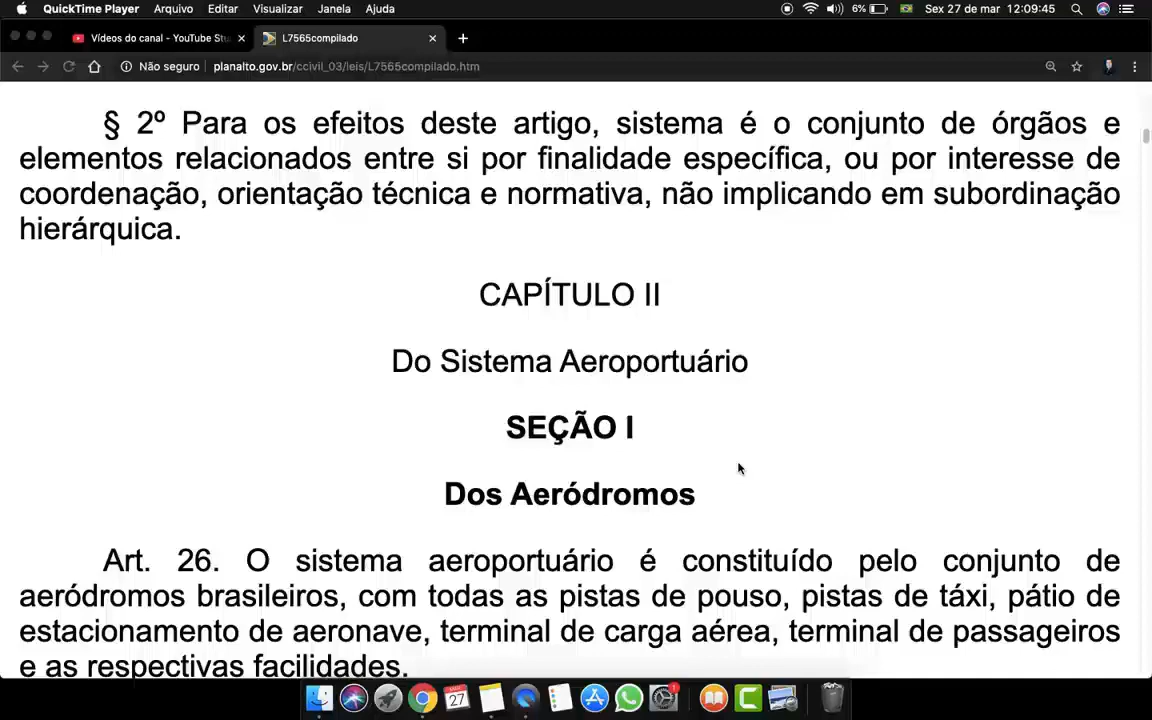 QuickTime Player Arquivo Editar Visualizar Janela Ajuda 6% Sex 27 de mar 12:09:45
Vídeos do canal - YouTube Stu L7565compilado
Não seguro planalto.gov.br/ccivil_03/leis/L7565compilado.htm
§ 2º Para os efeitos deste artigo, sistema é o conjunto de órgãos e
elementos relacionados entre si por finalidade específica, ou por interesse de
coordenação, orientação técnica e normativa, não implicando em subordinação
hierárquica.
CAPÍTULO II
Do Sistema Aeroportuário
SEÇÃO I
Dos Aeródromos
Art. 26. O sistema aeroportuário é constituído pelo conjunto de
aeródromos brasileiros, com todas as pistas de pouso, pistas de táxi, pátio de
estacionamento de aeronave, terminal de carga aérea, terminal de passageiros
e as respectivas facilidades.
27
1